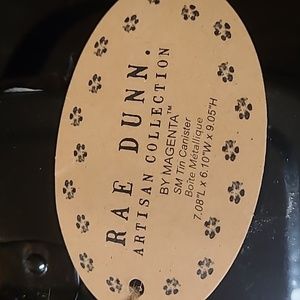 RAE DUNN.
ARTISAN COLLECTION
BY MAGENTA™
SM Tin Canister
Boîte Métallique
7.08"L x 6.10"W x 9.05"H